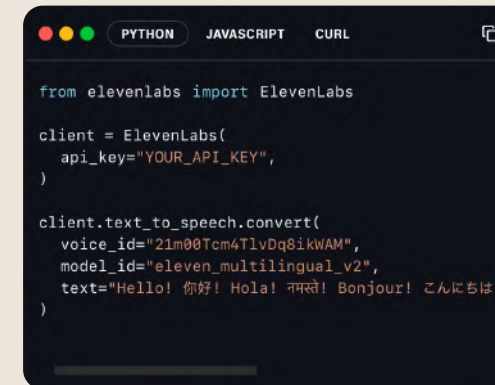 PYTHON JAVASCRIPT CURL
from elevenlabs import ElevenLabs
client = ElevenLabs(
api_key="YOUR_API_KEY",
)
client.text_to_speech.convert(
voice_id="21m00Tcm4TlvDq8ikWAM",
model_id="eleven_multilingual_v2",
text="Hello! 你好! Hola! नमस्ते! Bonjour! こんにちは
)